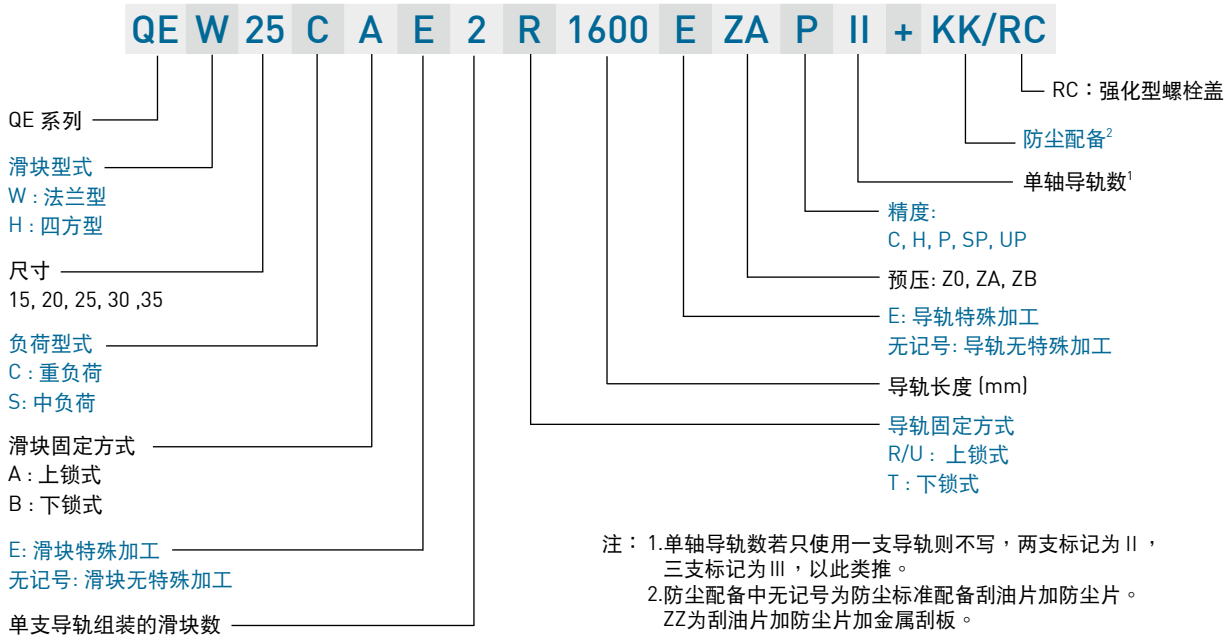 QE W 25 C A E 2 R 1600 E ZA P II + KK/RC
QE 系列
滑块型式
W : 法兰型
H : 四方型
尺寸
15, 20, 25, 30 ,35
负荷型式
C : 重负荷
S: 中负荷
滑块固定方式
A : 上锁式
B : 下锁式
E: 滑块特殊加工
无记号: 滑块无特殊加工
单支导轨组装的滑块数
RC：强化型螺栓盖
防尘配备²
单轴导轨数¹
精度:
C, H, P, SP, UP
预压: Z0, ZA, ZB
E: 导轨特殊加工
无记号: 导轨无特殊加工
导轨长度 (mm)
导轨固定方式
R/U : 上锁式
T : 下锁式
注： 1.单轴导轨数若只使用一支导轨则不写，两支标记为 II，
三支标记为III，以此类推。
2.防尘配备中无记号为防尘标准配备刮油片加防尘片。
ZZ为刮油片加防尘片加金属刮板。